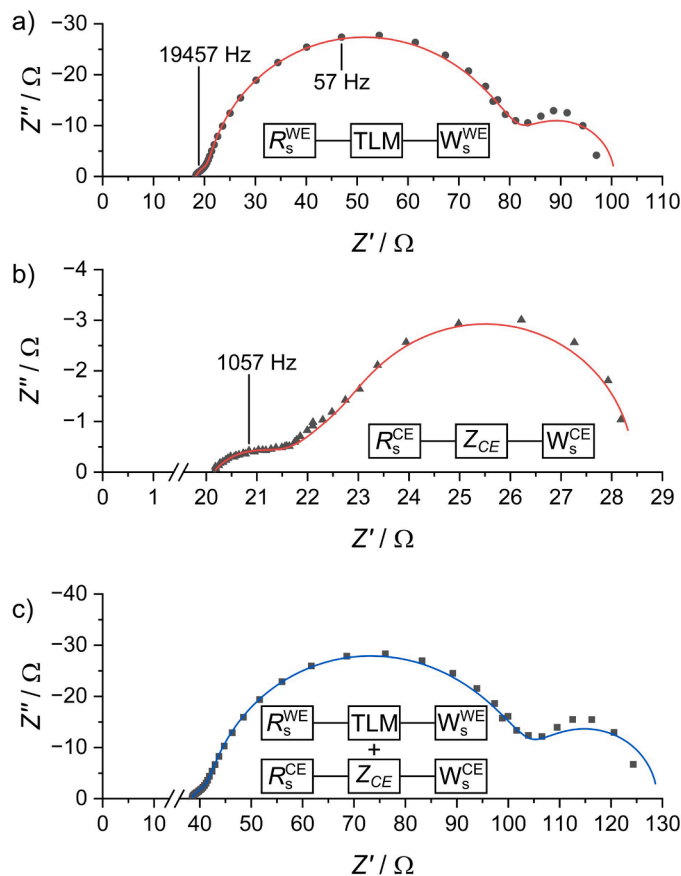 a)
−30
−20
−10
0
Z″ / Ω
19457 Hz
57 Hz
R_s^WE TLM W_s^WE
0 10 20 30 40 50 60 70 80 90 100 110
Z′ / Ω
b)
−4
−3
−2
−1
0
Z″ / Ω
1057 Hz
R_s^CE Z_CE W_s^CE
0 1 20 21 22 23 24 25 26 27 28 29
Z′ / Ω
c)
−40
−30
−20
−10
0
Z″ / Ω
R_s^WE TLM W_s^WE
+
R_s^CE Z_CE W_s^CE
0 10 40 50 60 70 80 90 100 110 120 130
Z′ / Ω